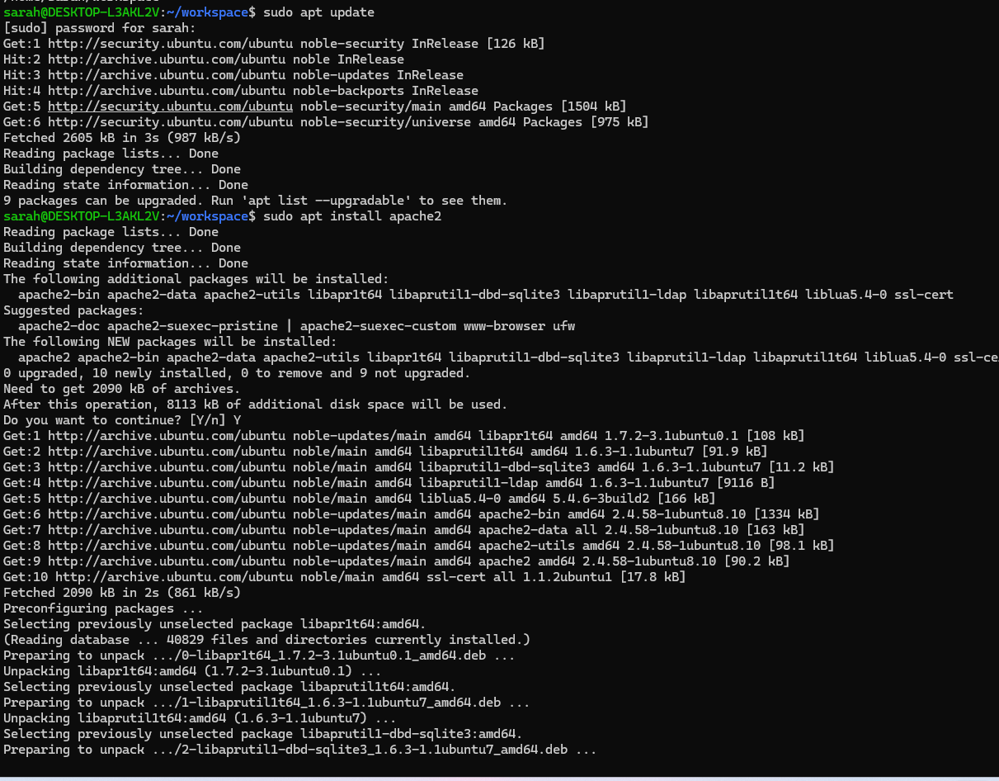 sarah@DESKTOP-L3AKL2V:~/workspace$ sudo apt update
[sudo] password for sarah:
Get:1 http://security.ubuntu.com/ubuntu noble-security InRelease [126 kB]
Hit:2 http://archive.ubuntu.com/ubuntu noble InRelease
Hit:3 http://archive.ubuntu.com/ubuntu noble-updates InRelease
Hit:4 http://archive.ubuntu.com/ubuntu noble-backports InRelease
Get:5 http://security.ubuntu.com/ubuntu noble-security/main amd64 Packages [1504 kB]
Get:6 http://security.ubuntu.com/ubuntu noble-security/universe amd64 Packages [975 kB]
Fetched 2605 kB in 3s (987 kB/s)
Reading package lists... Done
Building dependency tree... Done
Reading state information... Done
9 packages can be upgraded. Run 'apt list --upgradable' to see them.
sarah@DESKTOP-L3AKL2V:~/workspace$ sudo apt install apache2
Reading package lists... Done
Building dependency tree... Done
Reading state information... Done
The following additional packages will be installed:
  apache2-bin apache2-data apache2-utils libapr1t64 libaprutil1-dbd-sqlite3 libaprutil1-ldap libaprutil1t64 liblua5.4-0 ssl-cert
Suggested packages:
  apache2-doc apache2-suexec-pristine | apache2-suexec-custom www-browser ufw
The following NEW packages will be installed:
  apache2 apache2-bin apache2-data apache2-utils libapr1t64 libaprutil1-dbd-sqlite3 libaprutil1-ldap libaprutil1t64 liblua5.4-0 ssl-ce
0 upgraded, 10 newly installed, 0 to remove and 9 not upgraded.
Need to get 2090 kB of archives.
After this operation, 8113 kB of additional disk space will be used.
Do you want to continue? [Y/n] Y
Get:1 http://archive.ubuntu.com/ubuntu noble-updates/main amd64 libapr1t64 amd64 1.7.2-3.1ubuntu0.1 [108 kB]
Get:2 http://archive.ubuntu.com/ubuntu noble/main amd64 libaprutil1t64 amd64 1.6.3-1.1ubuntu7 [91.9 kB]
Get:3 http://archive.ubuntu.com/ubuntu noble/main amd64 libaprutil1-dbd-sqlite3 amd64 1.6.3-1.1ubuntu7 [11.2 kB]
Get:4 http://archive.ubuntu.com/ubuntu noble/main amd64 libaprutil1-ldap amd64 1.6.3-1.1ubuntu7 [9116 B]
Get:5 http://archive.ubuntu.com/ubuntu noble/main amd64 liblua5.4-0 amd64 5.4.6-3build2 [166 kB]
Get:6 http://archive.ubuntu.com/ubuntu noble-updates/main amd64 apache2-bin amd64 2.4.58-1ubuntu8.10 [1334 kB]
Get:7 http://archive.ubuntu.com/ubuntu noble-updates/main amd64 apache2-data all 2.4.58-1ubuntu8.10 [163 kB]
Get:8 http://archive.ubuntu.com/ubuntu noble-updates/main amd64 apache2-utils amd64 2.4.58-1ubuntu8.10 [98.1 kB]
Get:9 http://archive.ubuntu.com/ubuntu noble-updates/main amd64 apache2 amd64 2.4.58-1ubuntu8.10 [90.2 kB]
Get:10 http://archive.ubuntu.com/ubuntu noble/main amd64 ssl-cert all 1.1.2ubuntu1 [17.8 kB]
Fetched 2090 kB in 2s (861 kB/s)
Preconfiguring packages ...
Selecting previously unselected package libapr1t64:amd64.
(Reading database ... 40829 files and directories currently installed.)
Preparing to unpack .../0-libapr1t64_1.7.2-3.1ubuntu0.1_amd64.deb ...
Unpacking libapr1t64:amd64 (1.7.2-3.1ubuntu0.1) ...
Selecting previously unselected package libaprutil1t64:amd64.
Preparing to unpack .../1-libaprutil1t64_1.6.3-1.1ubuntu7_amd64.deb ...
Unpacking libaprutil1t64:amd64 (1.6.3-1.1ubuntu7) ...
Selecting previously unselected package libaprutil1-dbd-sqlite3:amd64.
Preparing to unpack .../2-libaprutil1-dbd-sqlite3_1.6.3-1.1ubuntu7_amd64.deb ...